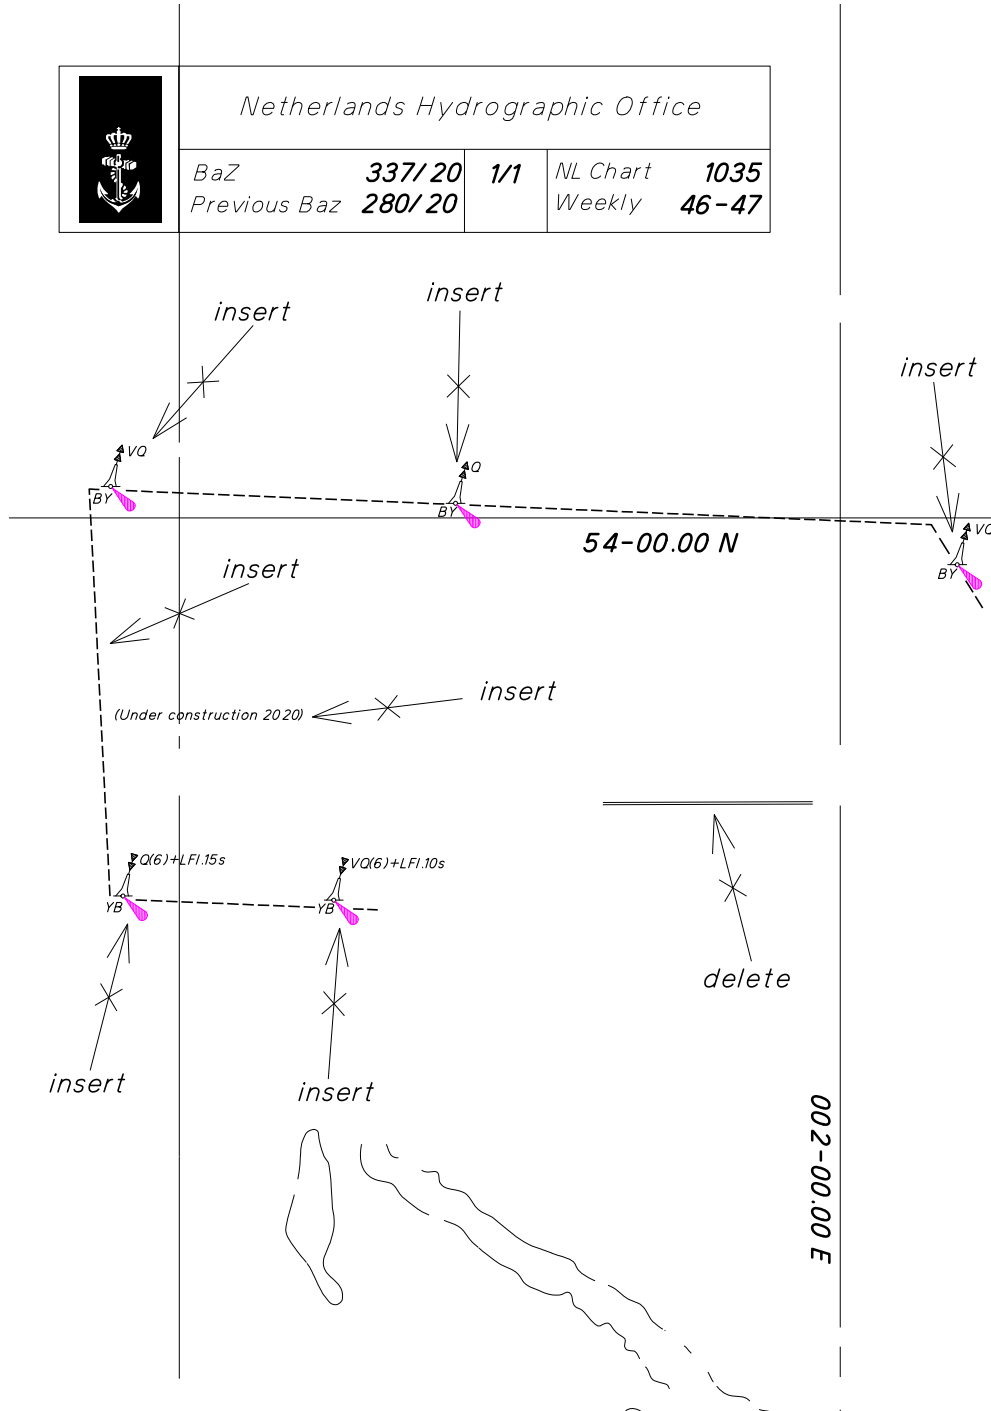 Netherlands Hydrographic Office
BaZ 337/20 1/1 NL Chart 1035
Previous Baz 280/20 Weekly 46-47
insert
insert
insert
VQ
BY
Q
BY
VQ
BY
54-00.00 N
insert
insert
(Under construction 2020)
Q(6)+LFl.15s
YB
VQ(6)+LFl.10s
YB
delete
insert
insert
002-00.00 E